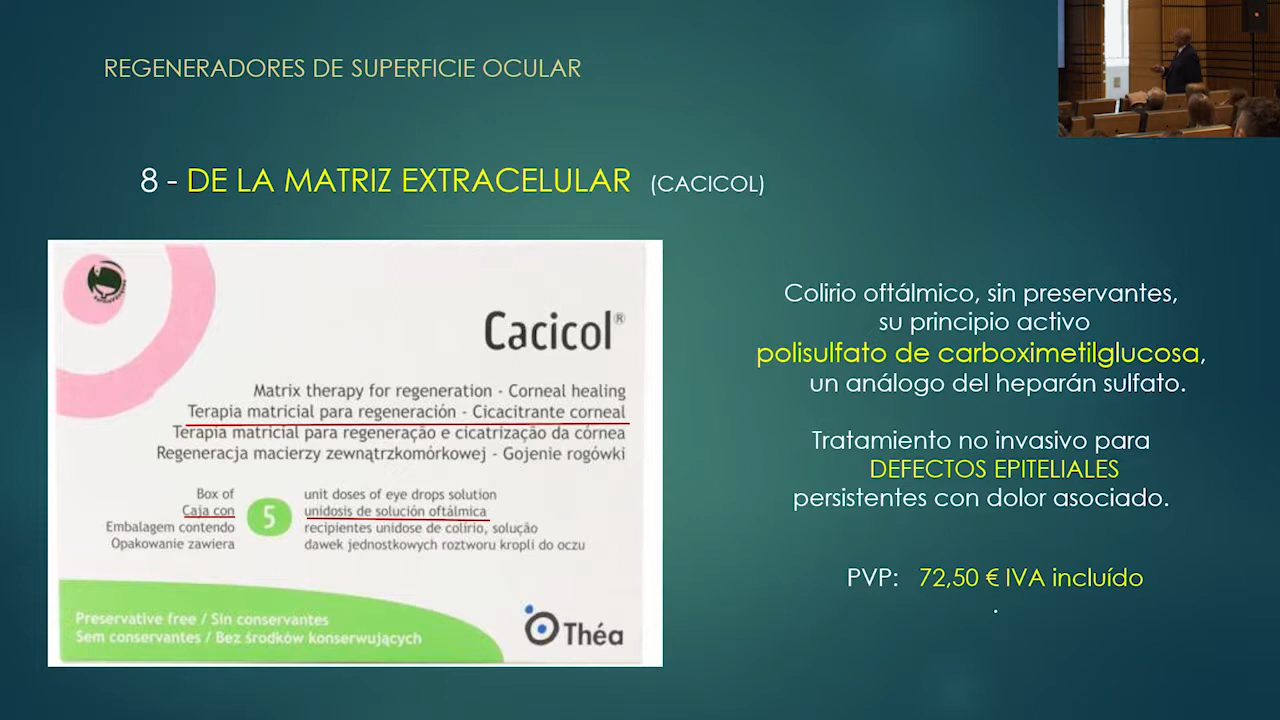 REGENERADORES DE SUPERFICIE OCULAR
8 - DE LA MATRIZ EXTRACELULAR (CACICOL)
Cacicol®
Matrix therapy for regeneration - Corneal healing
Terapia matricial para regeneración - Cicacitrante corneal
Terapia matricial para regeneração e cicatrização da córnea
Regeneracja macierzy zewnątrzkomórkowej - Gojenie rogówki
Box of
Caja con
Embalagem contendo
Opakowanie zawiera
5
unit doses of eye drops solution
unidosis de solución oftálmica
recipientes unidose de colírio, solução
dawek jednostkowych roztworu kropli do oczu
Preservative free / Sin conservantes
Sem conservantes / Bez środków konserwujących
Théa
Colirio oftálmico, sin preservantes,
su principio activo
polisulfato de carboximetilglucosa,
un análogo del heparán sulfato.
Tratamiento no invasivo para
DEFECTOS EPITELIALES
persistentes con dolor asociado.
PVP: 72,50 € IVA incluído
.